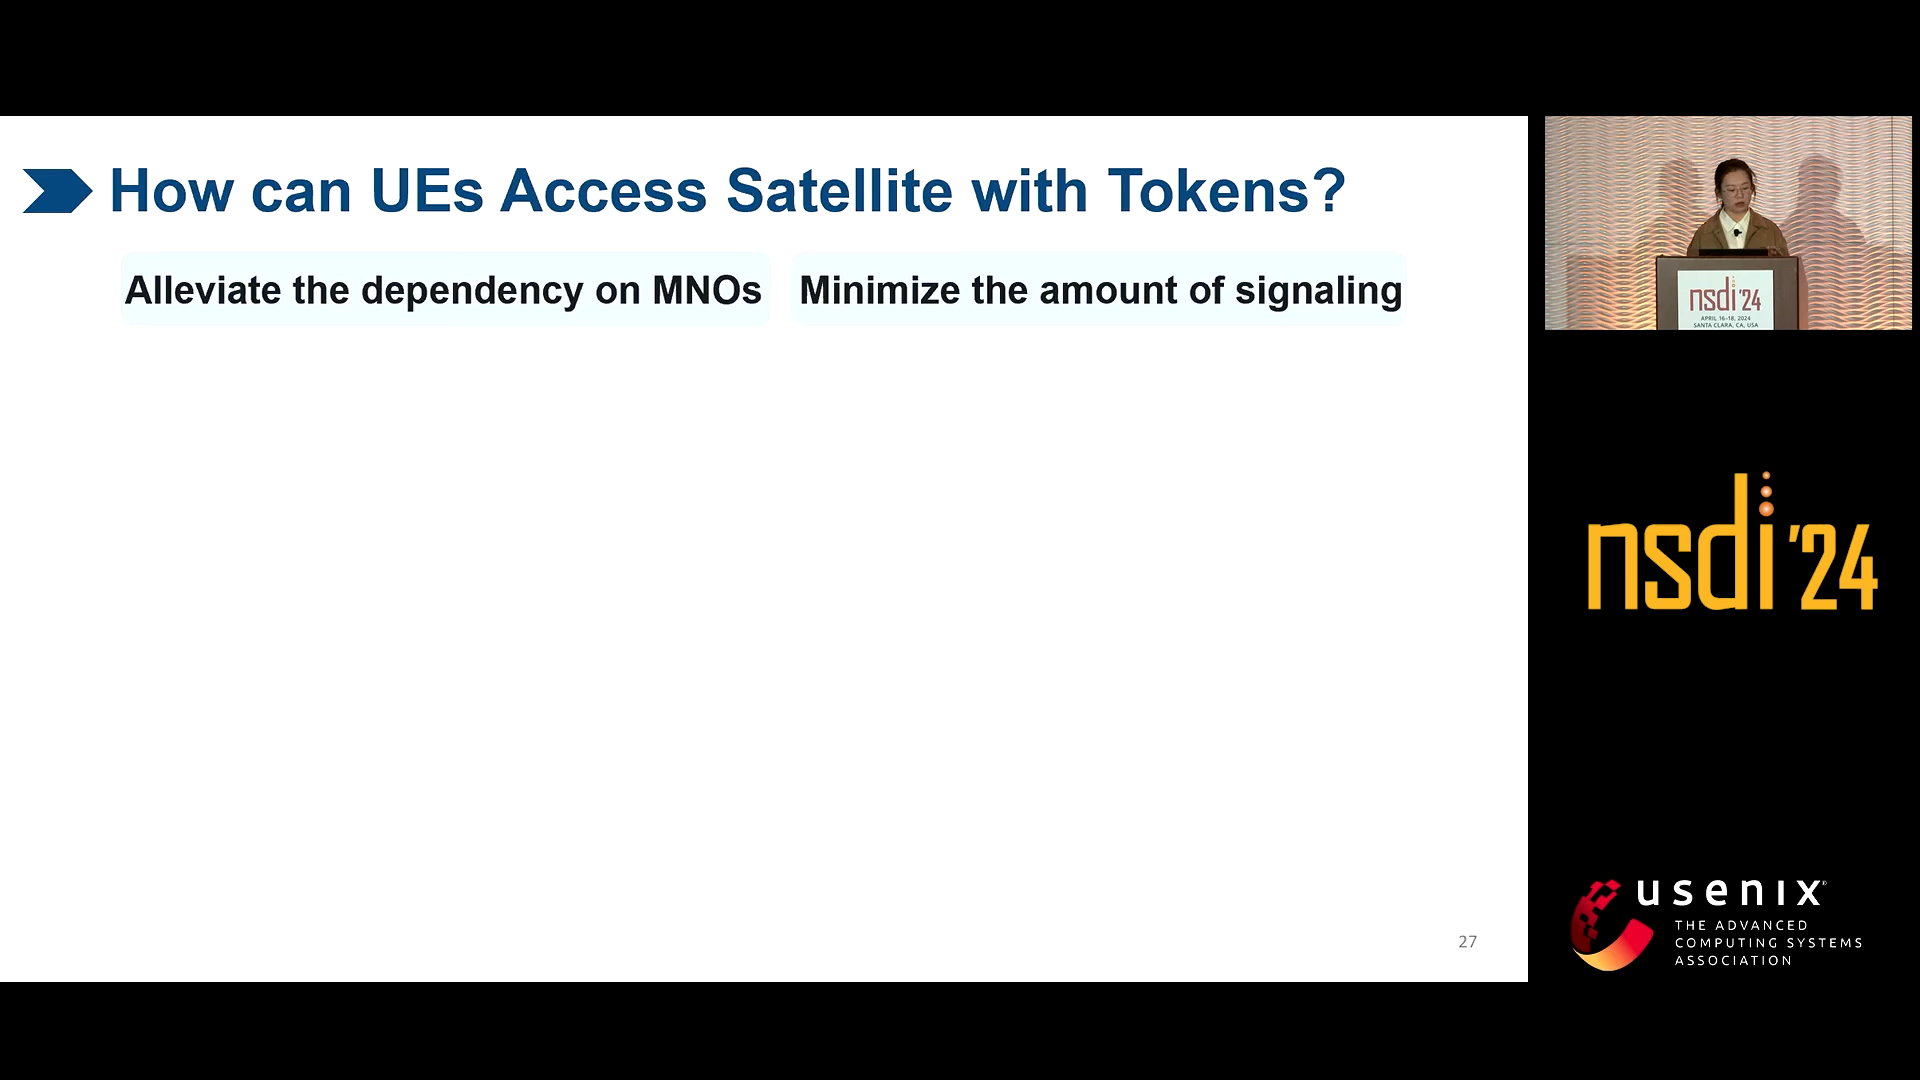 How can UEs Access Satellite with Tokens?
Alleviate the dependency on MNOs
Minimize the amount of signaling
27
nsdi '24
APRIL 16–18, 2024
SANTA CLARA, CA, USA
nsdi '24
usenix®
THE ADVANCED
COMPUTING SYSTEMS
ASSOCIATION